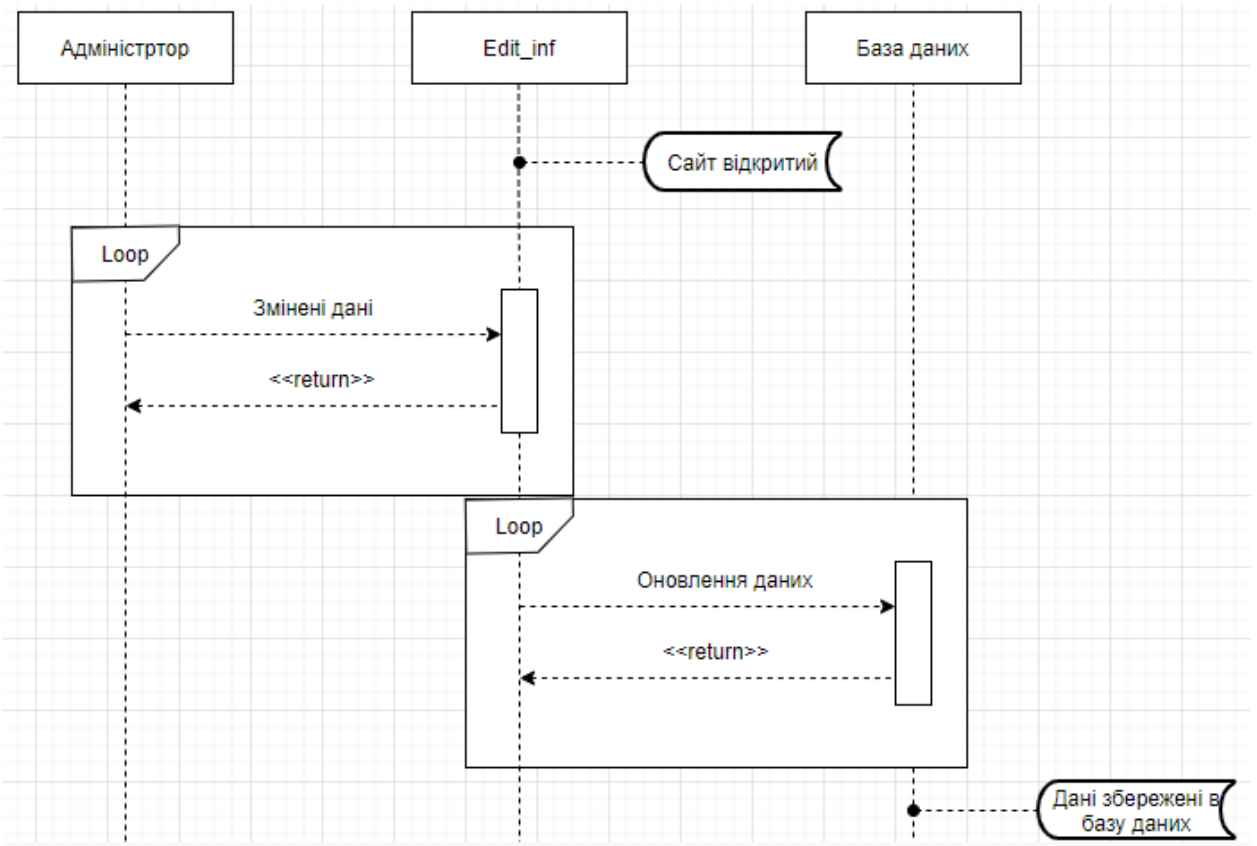 Адміністртор
Edit_inf
База даних
Сайт відкритий
Loop
Змінені дані
<<return>>
Loop
Оновлення даних
<<return>>
Дані збережені в
базу даних